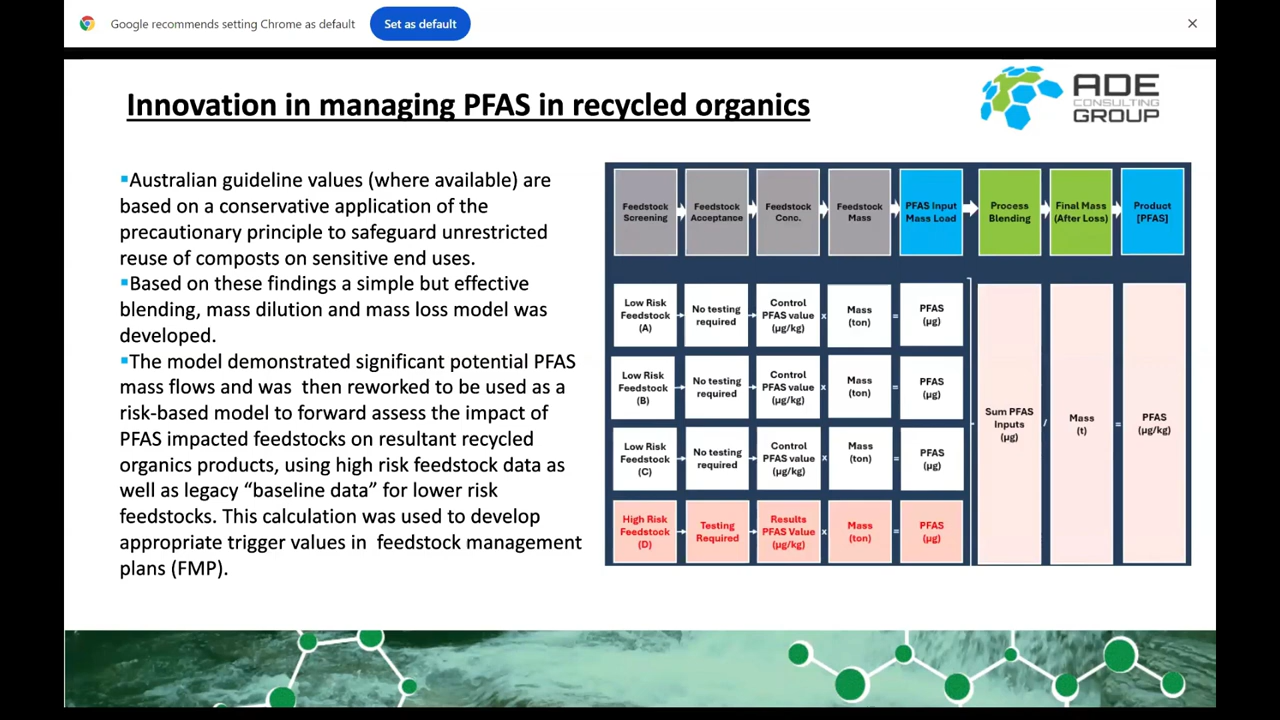 Google recommends setting Chrome as default
Set as default
Innovation in managing PFAS in recycled organics
ADE
CONSULTING
GROUP
▪Australian guideline values (where available) are
based on a conservative application of the
precautionary principle to safeguard unrestricted
reuse of composts on sensitive end uses.
▪Based on these findings a simple but effective
blending, mass dilution and mass loss model was
developed.
▪The model demonstrated significant potential PFAS
mass flows and was  then reworked to be used as a
risk-based model to forward assess the impact of
PFAS impacted feedstocks on resultant recycled
organics products, using high risk feedstock data as
well as legacy “baseline data” for lower risk
feedstocks. This calculation was used to develop
appropriate trigger values in  feedstock management
plans (FMP).
Feedstock
Screening
Feedstock
Acceptance
Feedstock
Conc.
Feedstock
Mass
PFAS Input
Mass Load
Process
Blending
Final Mass
(After Loss)
Product
[PFAS]
Low Risk
Feedstock
(A)
No testing
required
Control
PFAS value
(µg/kg)
x
Mass
(ton)
=
PFAS
(µg)
Low Risk
Feedstock
(B)
No testing
required
Control
PFAS value
(µg/kg)
x
Mass
(ton)
=
PFAS
(µg)
Low Risk
Feedstock
(C)
No testing
required
Control
PFAS value
(µg/kg)
x
Mass
(ton)
=
PFAS
(µg)
High Risk
Feedstock
(D)
Testing
Required
Results
PFAS Value
(µg/kg)
x
Mass
(ton)
=
PFAS
(µg)
Sum PFAS
Inputs
(µg)
/
Mass
(t)
=
PFAS
(µg/kg)